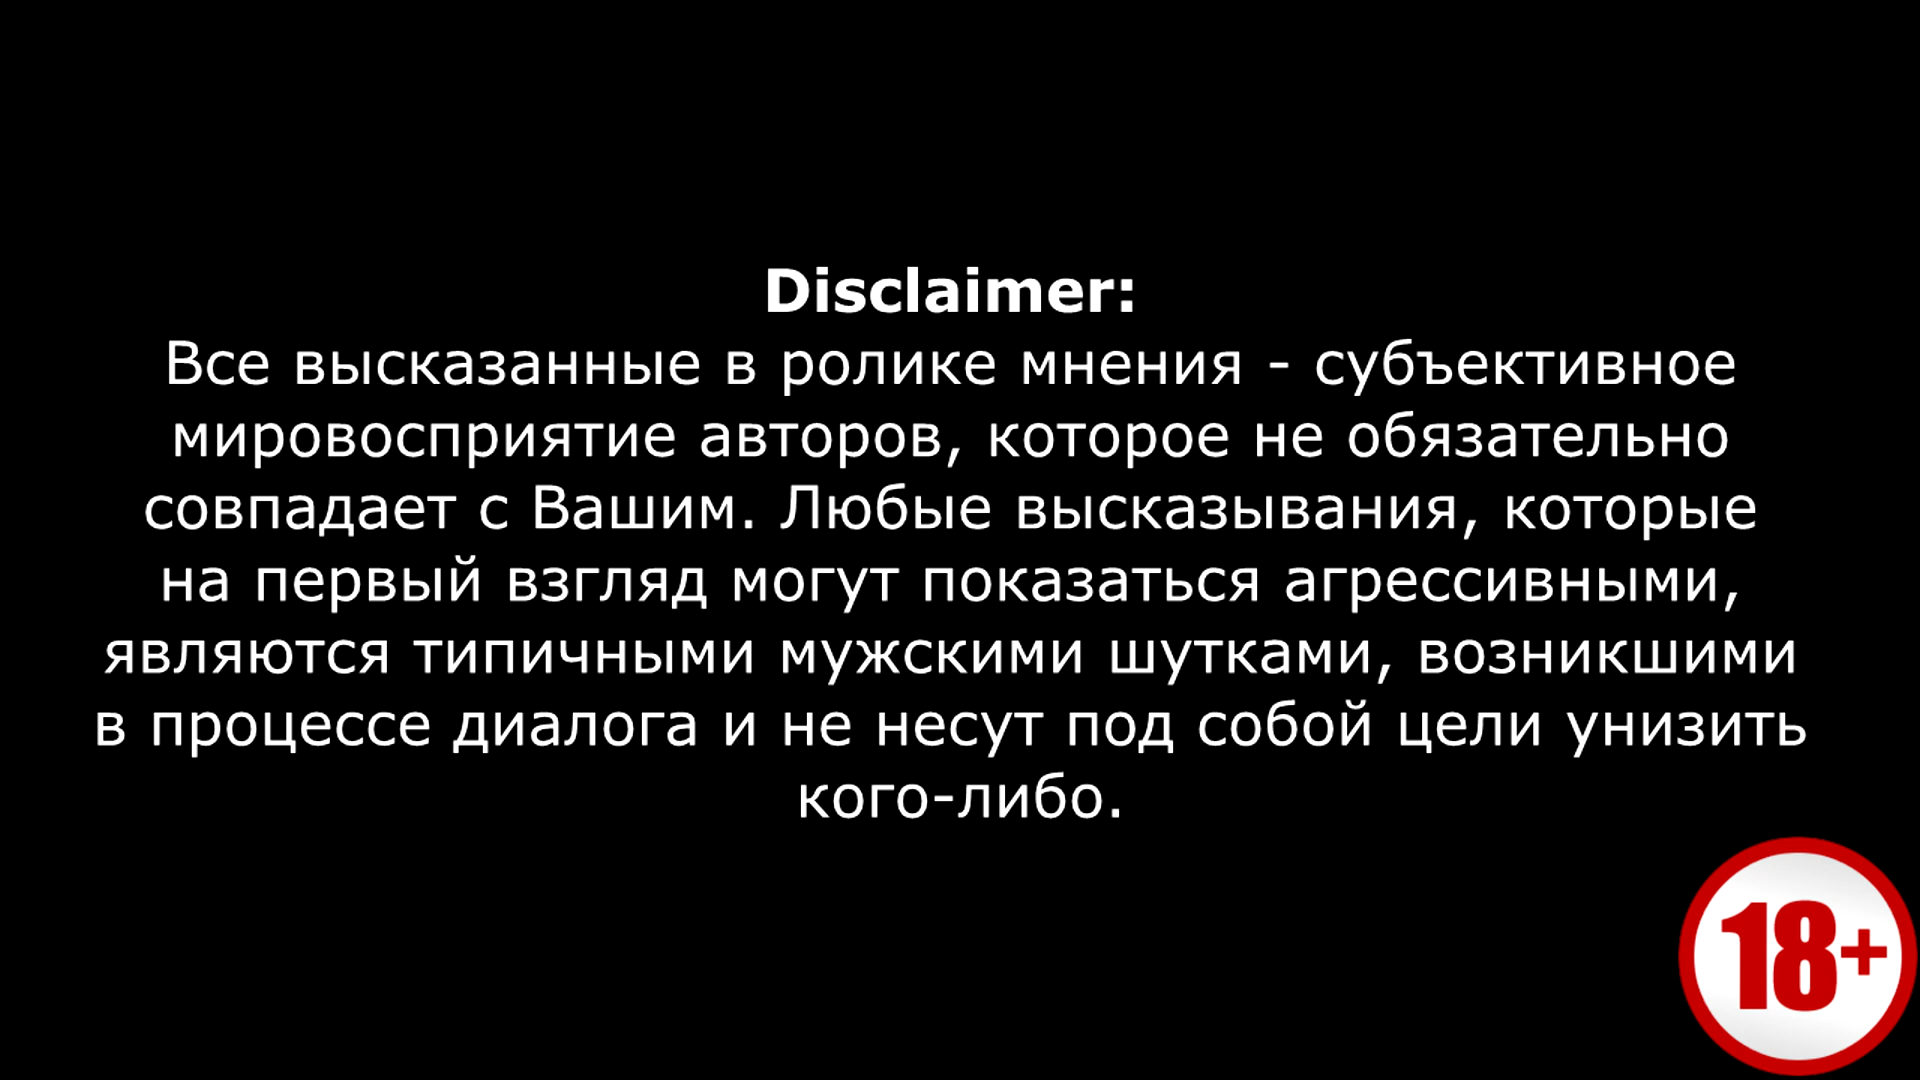 Disclaimer:
Все высказанные в ролике мнения - субъективное
мировосприятие авторов, которое не обязательно
совпадает с Вашим. Любые высказывания, которые
на первый взгляд могут показаться агрессивными,
являются типичными мужскими шутками, возникшими
в процессе диалога и не несут под собой цели унизить
кого-либо.
18+